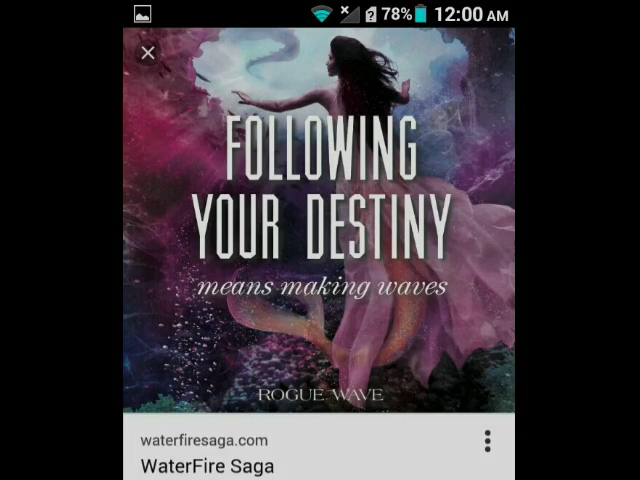 78% 12:00 AM
FOLLOWING
YOUR DESTINY
means making waves
ROGUE WAVE
waterfiresaga.com
WaterFire Saga